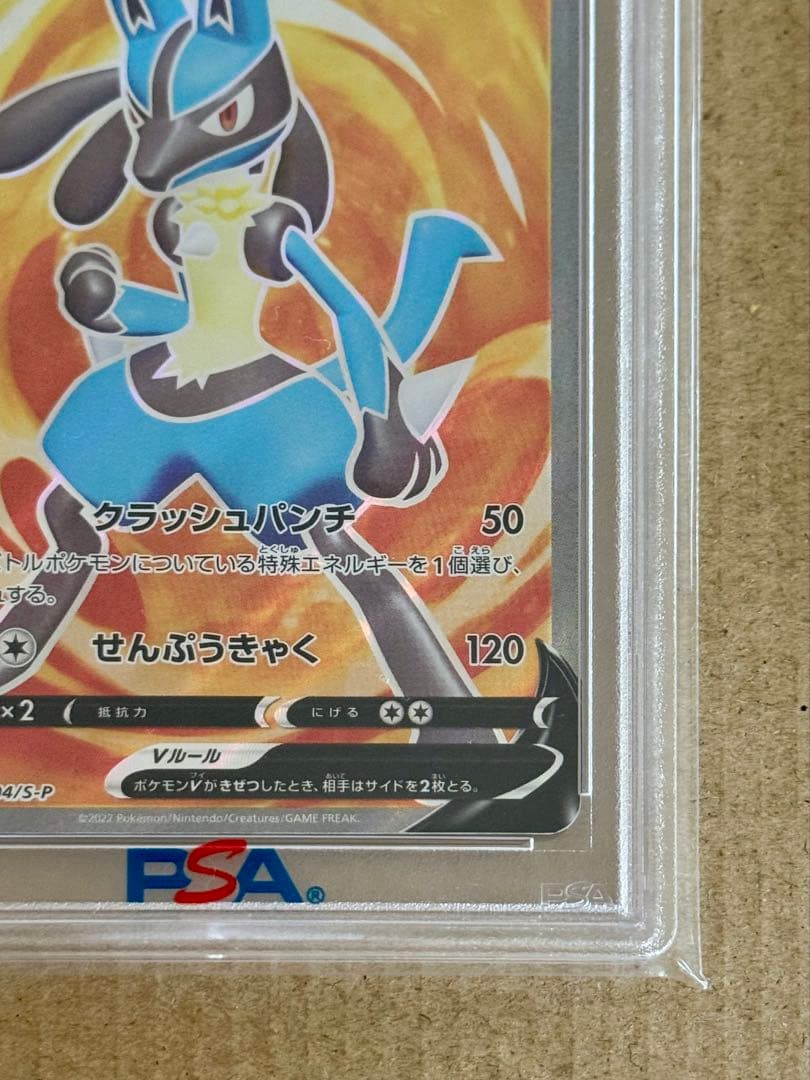 クラッシュパンチ 50
トルポケモンについている特殊エネルギーを1個選び、
する。
せんぷうきゃく 120
×2 抵抗力 にげる
Vルール
ポケモンVがきぜつしたとき、相手はサイドを2枚とる。
04/S-P
©2022 Pokémon/Nintendo/Creatures/GAME FREAK.
PSA®
PSA